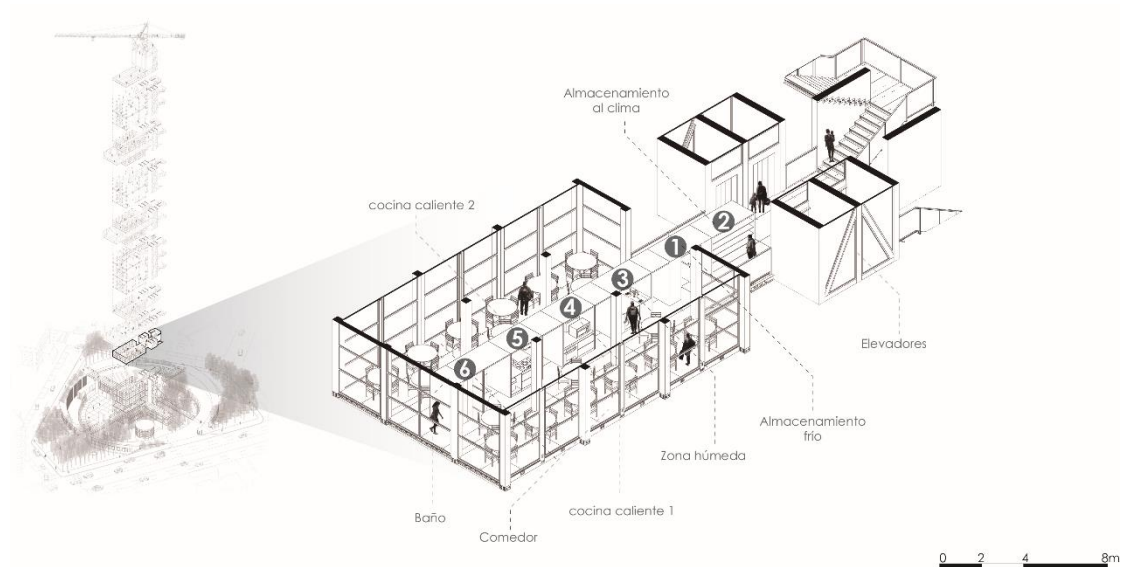 Almacenamiento
al clima
cocina caliente 2
2
1
3
4
5
6
Elevadores
Almacenamiento
frío
Zona húmeda
cocina caliente 1
Baño
Comedor
0 2 4 8m